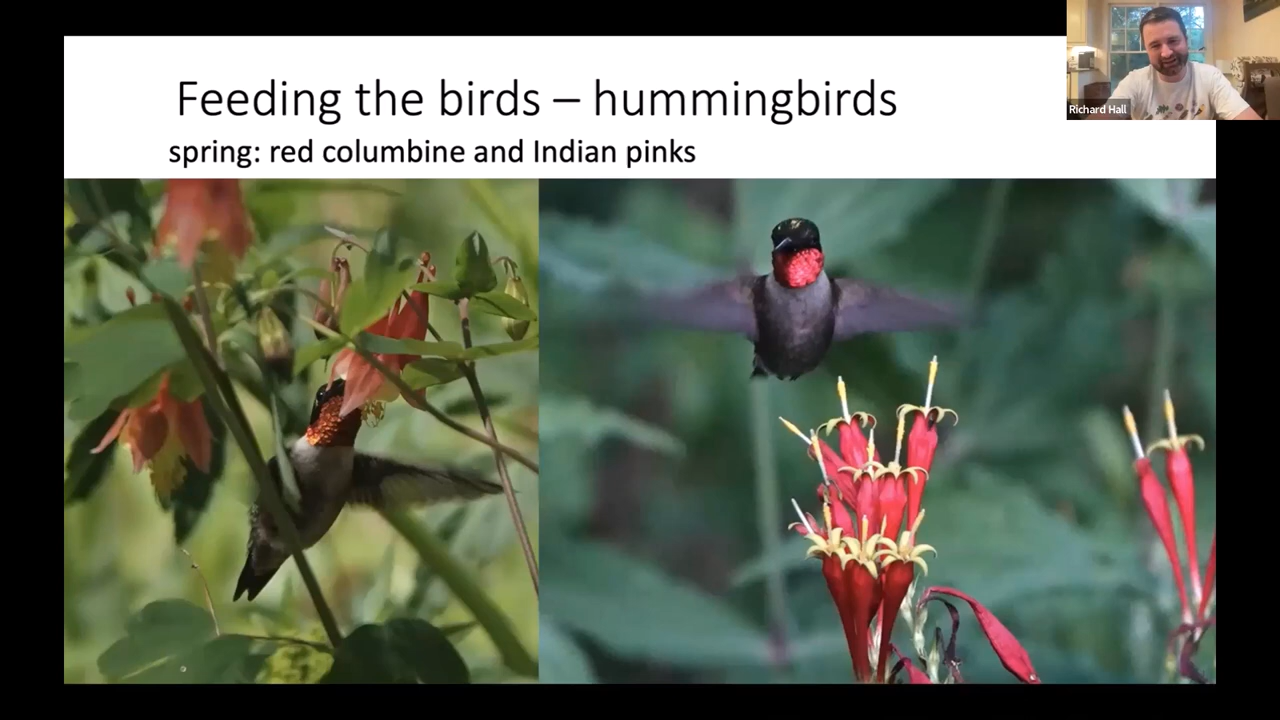 Feeding the birds – hummingbirds
spring: red columbine and Indian pinks
Richard Hall